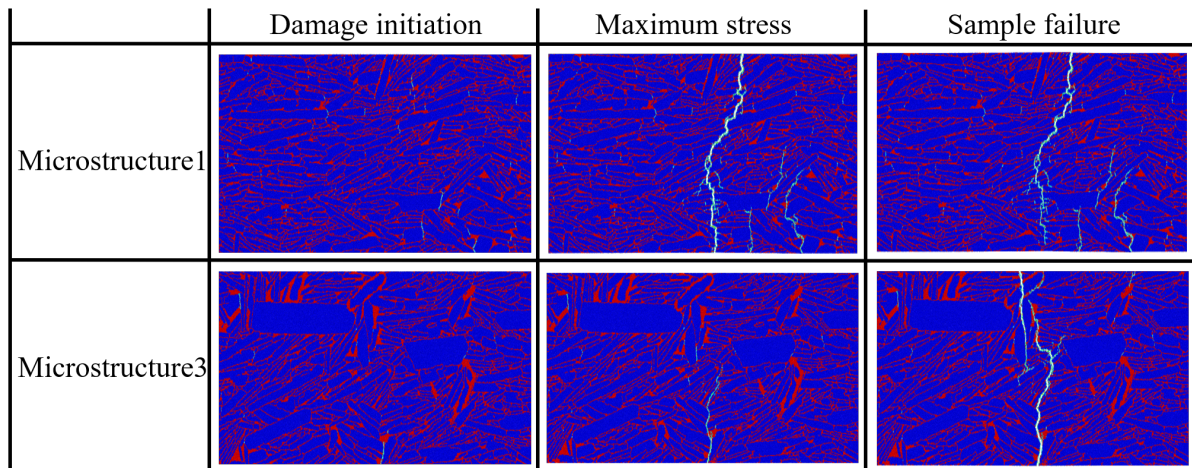 Damage initiation
Maximum stress
Sample failure
Microstructure1
Microstructure3